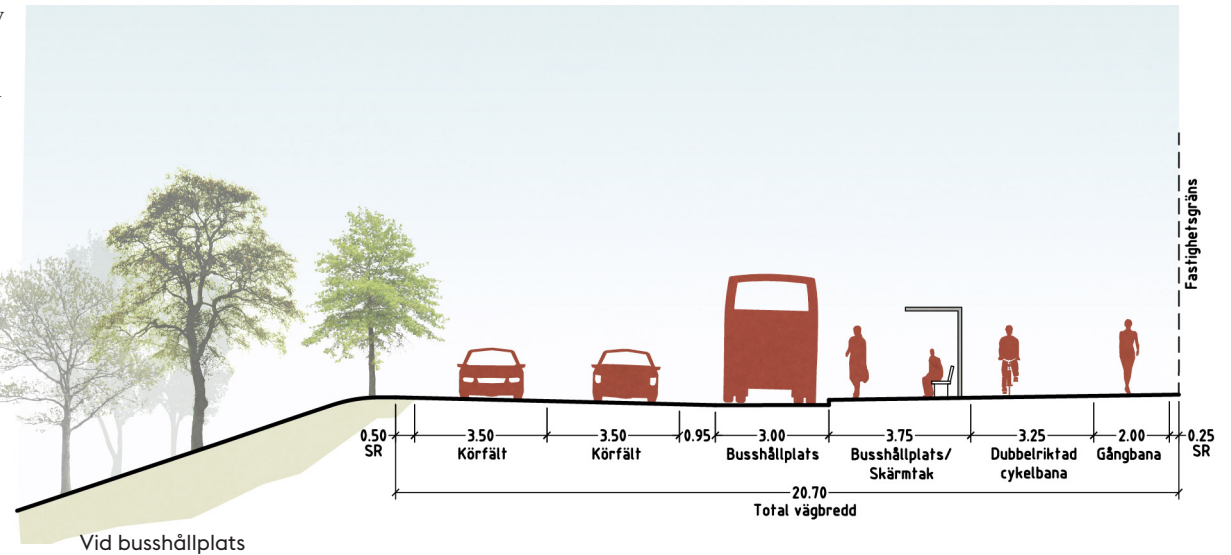 Fastighetsgräns
0.50 3.50 3.50 0.95 3.00 3.75 3.25 2.00 0.25
SR Körfält Körfält Busshållplats Busshållplats/ Dubbelriktad Gångbana SR
Skärmtak cykelbana
20.70
Total vägbredd
Vid busshållplats